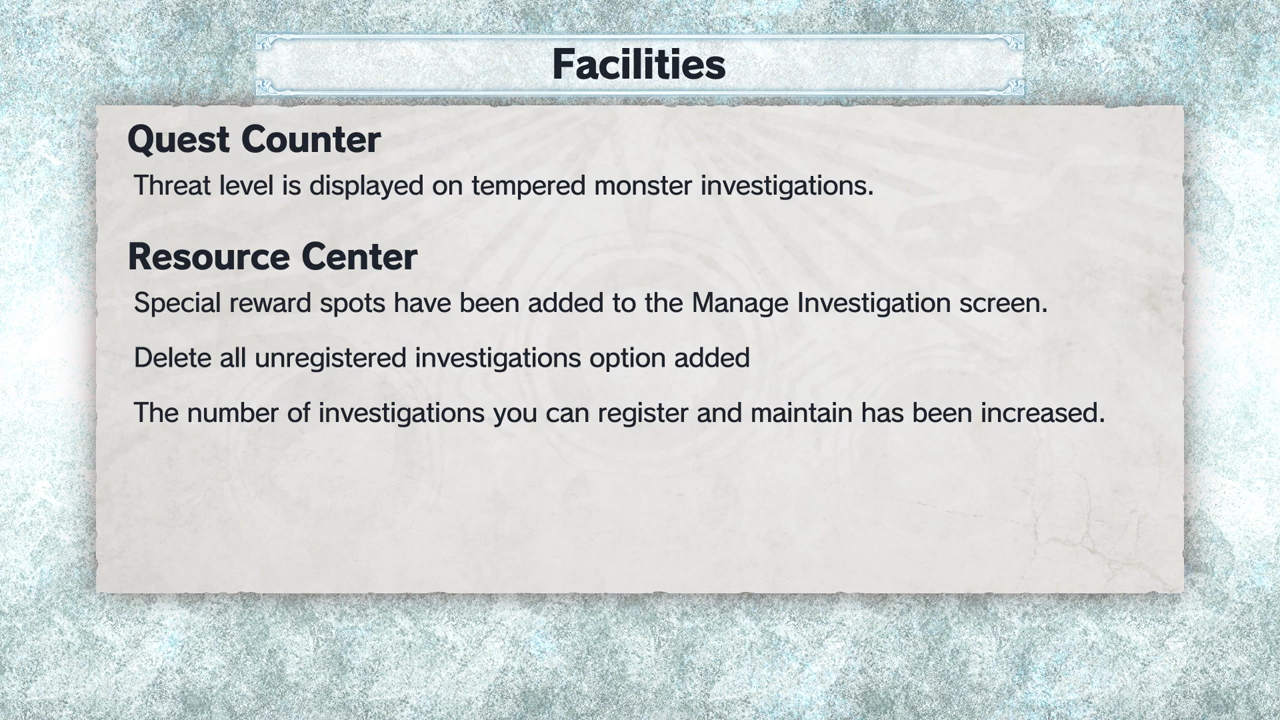 Facilities
Quest Counter
Threat level is displayed on tempered monster investigations.
Resource Center
Special reward spots have been added to the Manage Investigation screen.
Delete all unregistered investigations option added
The number of investigations you can register and maintain has been increased.